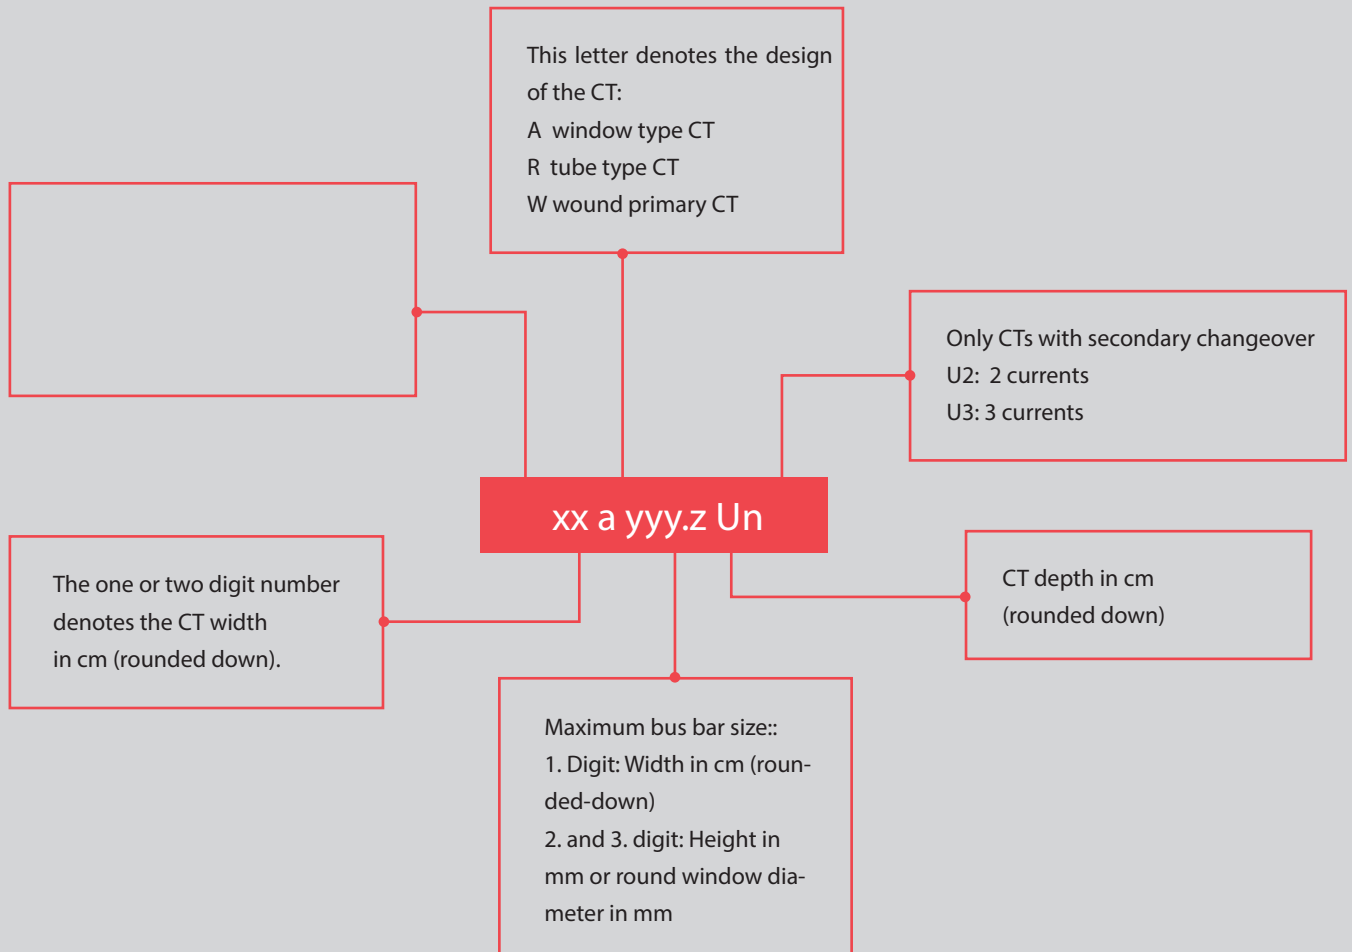 This letter denotes the design
of the CT:
A window type CT
R tube type CT
W wound primary CT
Only CTs with secondary changeover
U2: 2 currents
U3: 3 currents
xx a yyy.z Un
The one or two digit number
denotes the CT width
in cm (rounded down).
CT depth in cm
(rounded down)
Maximum bus bar size::
1. Digit: Width in cm (roun-
ded-down)
2. and 3. digit: Height in
mm or round window dia-
meter in mm